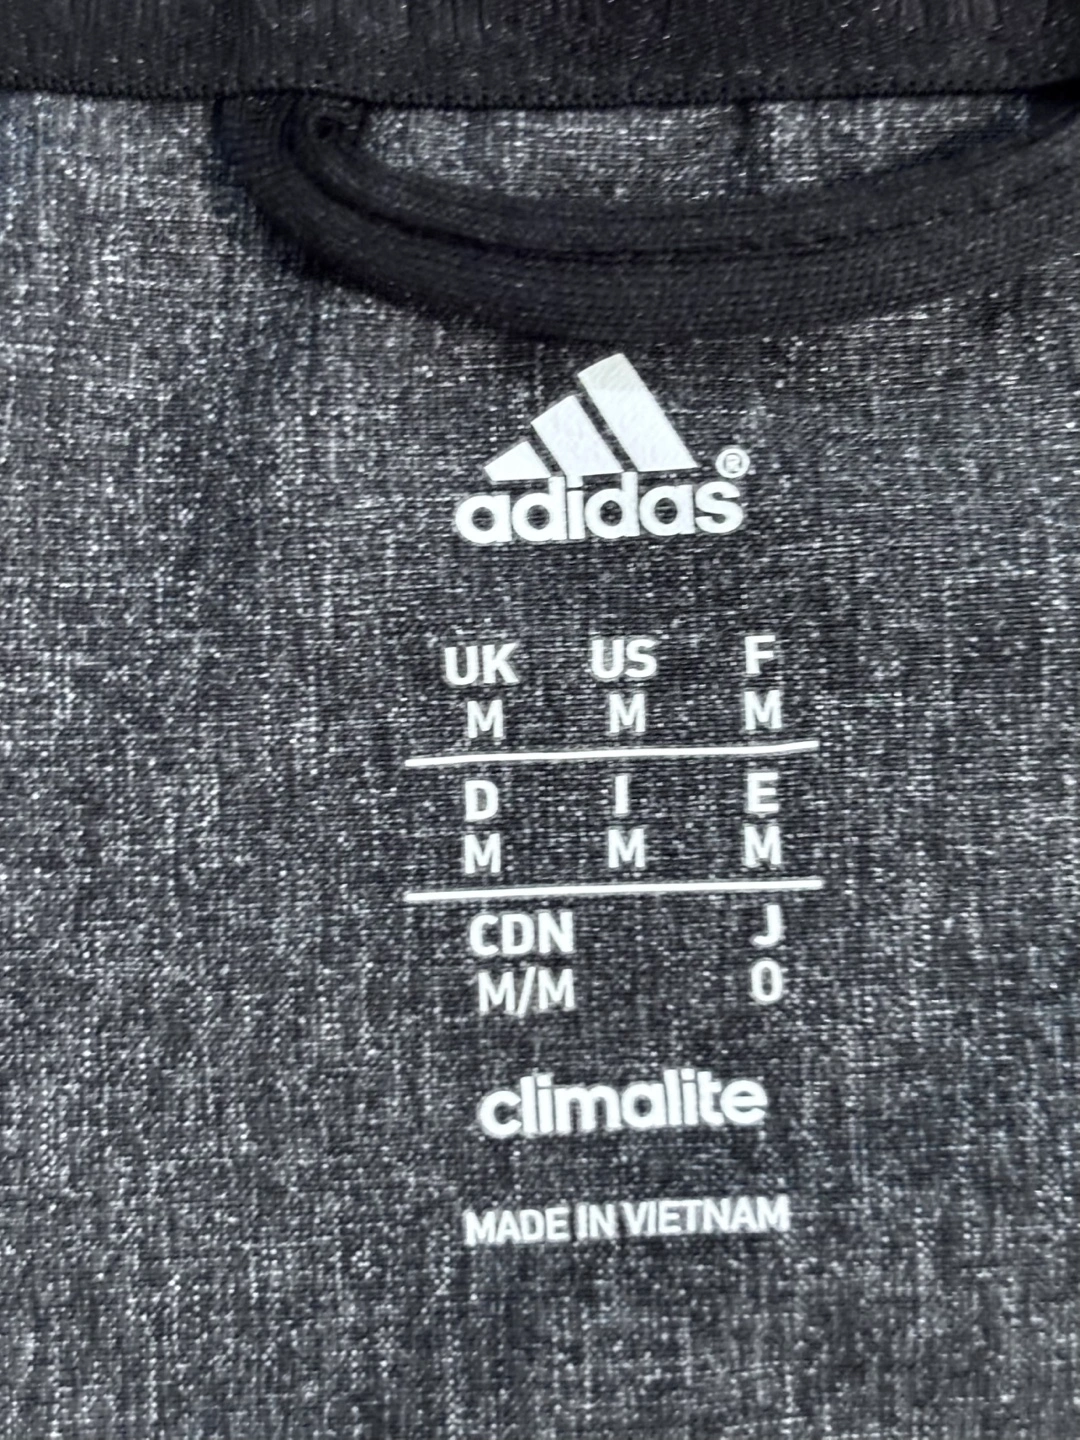 adidas®
UK US F
M M M
D I E
M M M
CDN J
M/M O
climalite
MADE IN VIETNAM